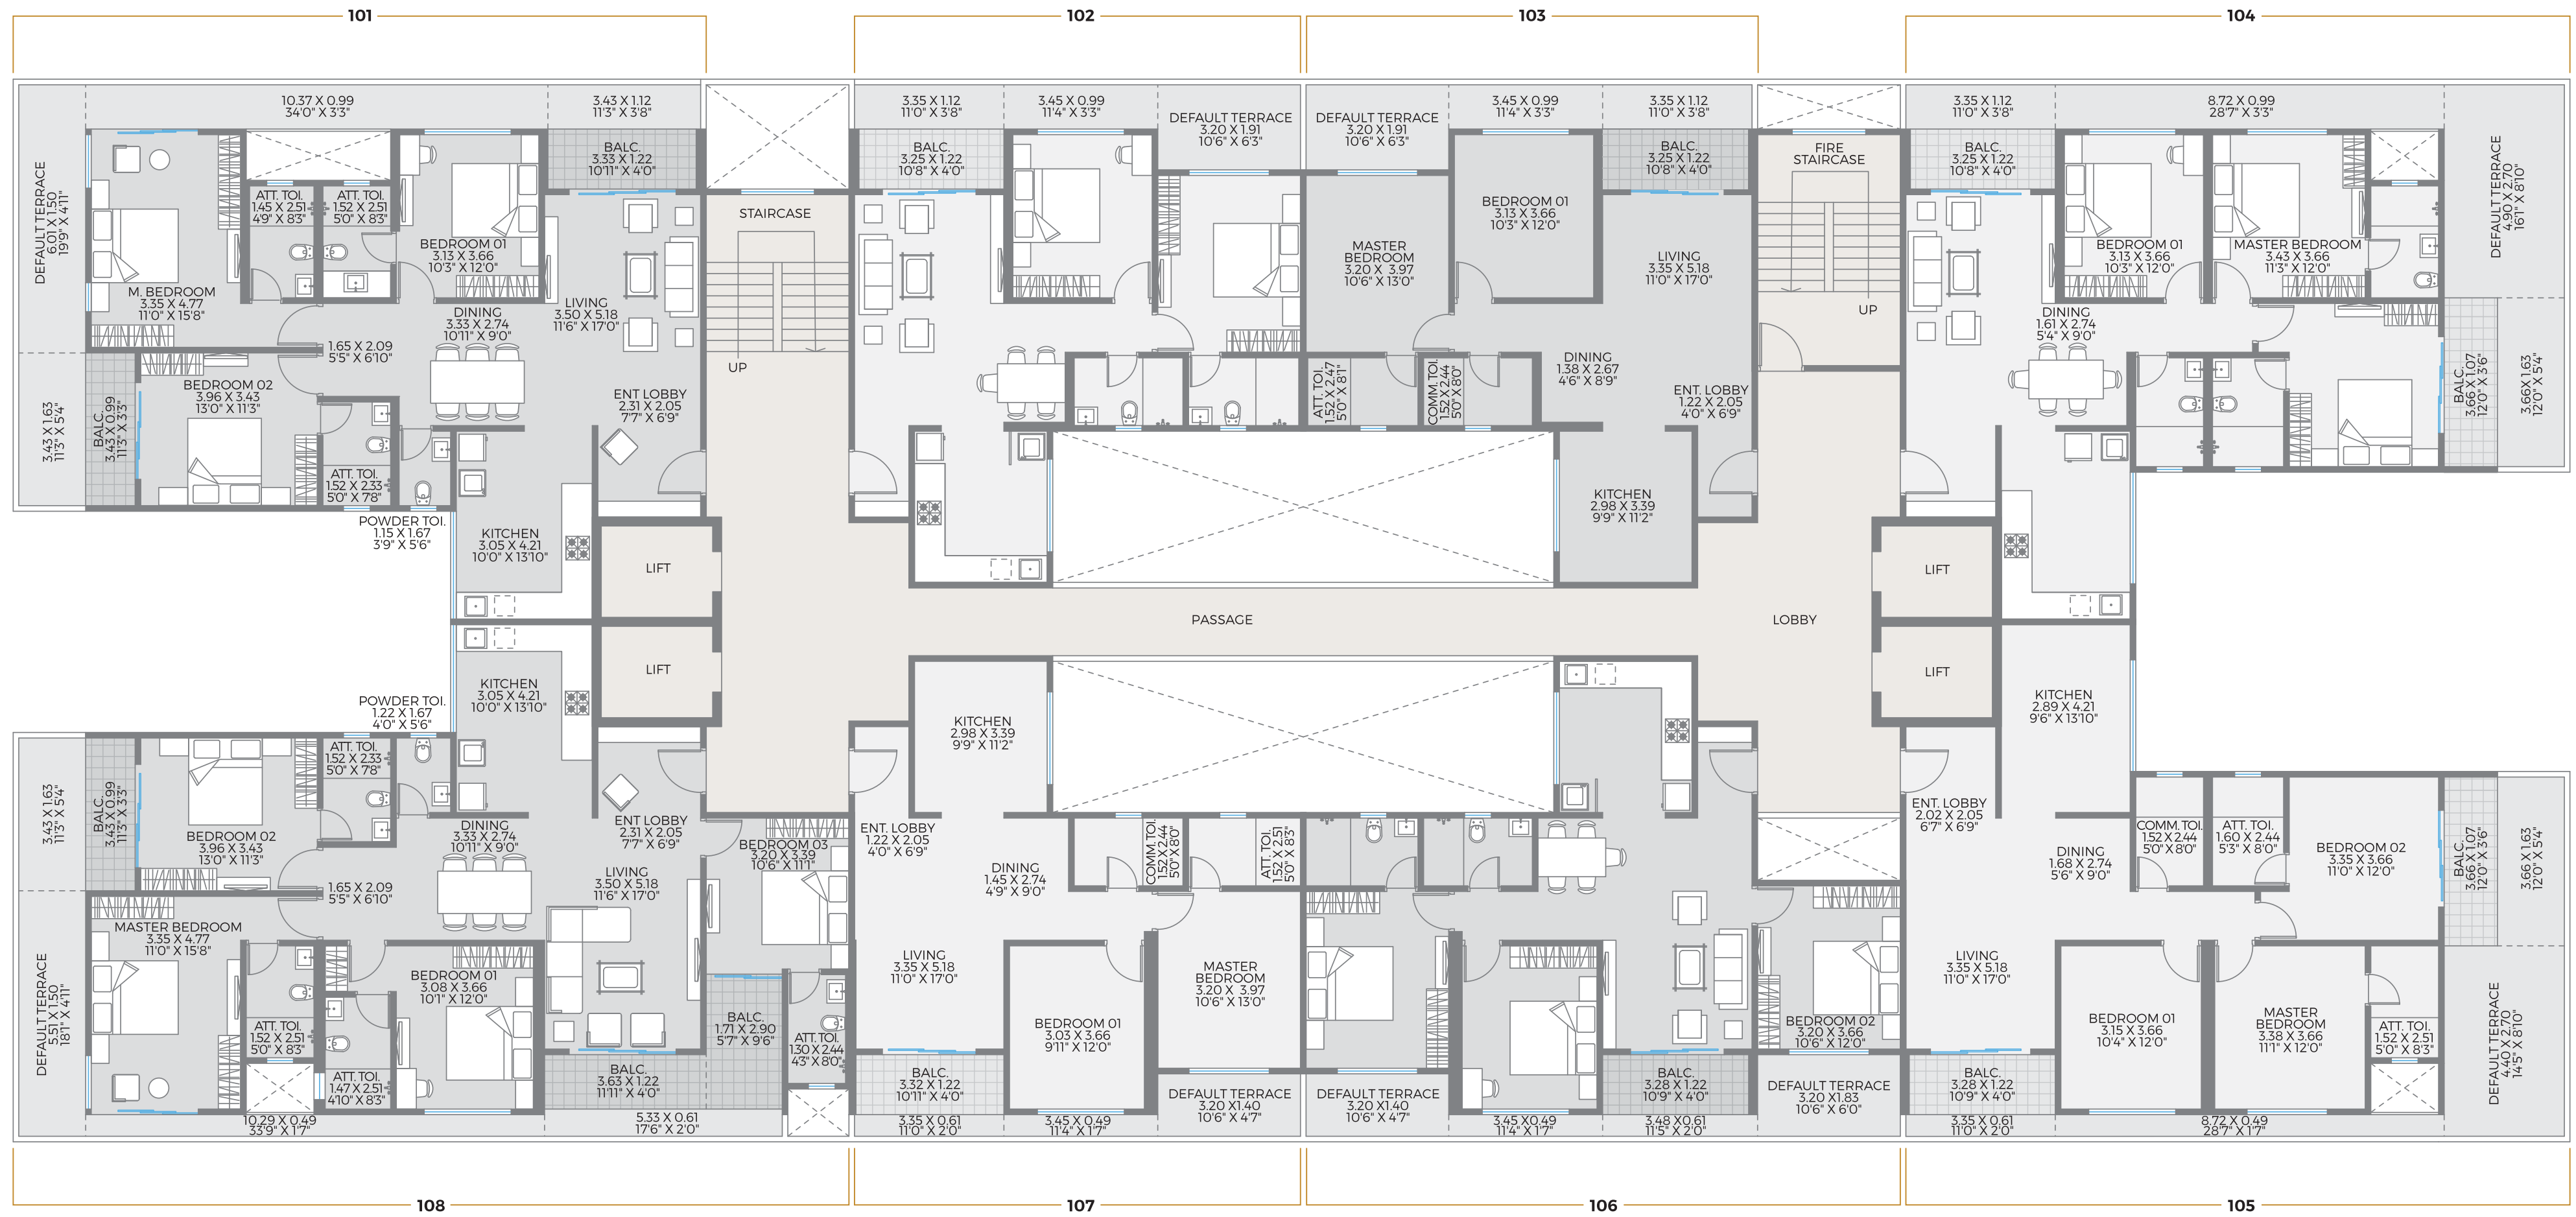 101
102
103
104
10.37 X 0.99
34'0" X 3'3"
3.43 X 1.12
11'3" X 3'8"
DEFAULT TERRACE
6.01 X 1.50
19'9" X 4'11"
ATT. TOI.
1.45 X 2.51
4'9" X 8'3"
ATT. TOI.
1.52 X 2.51
5'0" X 8'3"
BEDROOM 01
3.13 X 3.66
10'3" X 12'0"
BALC.
3.33 X 1.22
10'11" X 4'0"
M. BEDROOM
3.35 X 4.77
11'0" X 15'8"
DINING
3.33 X 2.74
10'11" X 9'0"
LIVING
3.50 X 5.18
11'6" X 17'0"
1.65 X 2.09
5'5" X 6'10"
BEDROOM 02
3.96 X 3.43
13'0" X 11'3"
3.43 X 1.63
11'3" X 5'4"
BALC.
3.43 X 0.99
11'3" X 3'3"
ATT. TOI.
1.52 X 2.33
5'0" X 7'8"
ENT LOBBY
2.31 X 2.05
7'7" X 6'9"
POWDER TOI.
1.15 X 1.67
3'9" X 5'6"
KITCHEN
3.05 X 4.21
10'0" X 13'10"
STAIRCASE
UP
LIFT
LIFT
3.35 X 1.12
11'0" X 3'8"
3.45 X 0.99
11'4" X 3'3"
DEFAULT TERRACE
3.20 X 1.91
10'6" X 6'3"
BALC.
3.25 X 1.22
10'8" X 4'0"
DEFAULT TERRACE
3.20 X 1.91
10'6" X 6'3"
3.45 X 0.99
11'4" X 3'3"
3.35 X 1.12
11'0" X 3'8"
BALC.
3.25 X 1.22
10'8" X 4'0"
BEDROOM 01
3.13 X 3.66
10'3" X 12'0"
MASTER
BEDROOM
3.20 X 3.97
10'6" X 13'0"
LIVING
3.35 X 5.18
11'0" X 17'0"
ATT. TOI.
1.52 X 2.47
5'0" X 8'1"
COMM. TOI.
1.52 X 2.44
5'0" X 8'0"
DINING
1.38 X 2.67
4'6" X 8'9"
ENT. LOBBY
1.22 X 2.05
4'0" X 6'9"
KITCHEN
2.98 X 3.39
9'9" X 11'2"
FIRE
STAIRCASE
UP
3.35 X 1.12
11'0" X 3'8"
8.72 X 0.99
28'7" X 3'3"
BALC.
3.25 X 1.22
10'8" X 4'0"
BEDROOM 01
3.13 X 3.66
10'3" X 12'0"
MASTER BEDROOM
3.43 X 3.66
11'3" X 12'0"
DEFAULT TERRACE
4.90 X 2.70
16'1" X 8'10"
DINING
1.61 X 2.74
5'4" X 9'0"
BALC.
3.66 X 1.07
12'0" X 3'6"
3.66 X 1.63
12'0" X 5'4"
LIFT
LIFT
PASSAGE
LOBBY
POWDER TOI.
1.22 X 1.67
4'0" X 5'6"
KITCHEN
3.05 X 4.21
10'0" X 13'10"
3.43 X 1.63
11'3" X 5'4"
BALC.
3.43 X 0.99
11'3" X 3'3"
ATT. TOI.
1.52 X 2.33
5'0" X 7'8"
BEDROOM 02
3.96 X 3.43
13'0" X 11'3"
DINING
3.33 X 2.74
10'11" X 9'0"
ENT LOBBY
2.31 X 2.05
7'7" X 6'9"
BEDROOM 03
3.20 X 3.39
10'6" X 11'1"
1.65 X 2.09
5'5" X 6'10"
LIVING
3.50 X 5.18
11'6" X 17'0"
MASTER BEDROOM
3.35 X 4.77
11'0" X 15'8"
DEFAULT TERRACE
5.51 X 1.50
18'1" X 4'11"
BEDROOM 01
3.08 X 3.66
10'1" X 12'0"
ATT. TOI.
1.52 X 2.51
5'0" X 8'3"
ATT. TOI.
1.47 X 2.51
4'10" X 8'3"
BALC.
3.63 X 1.22
11'11" X 4'0"
BALC.
1.71 X 2.90
5'7" X 9'6"
ATT. TOI.
1.30 X 2.44
4'3" X 8'0"
10.29 X 0.49
33'9" X 1'7"
5.33 X 0.61
17'6" X 2'0"
KITCHEN
2.98 X 3.39
9'9" X 11'2"
ENT. LOBBY
1.22 X 2.05
4'0" X 6'9"
DINING
1.45 X 2.74
4'9" X 9'0"
COMM. TOI.
1.52 X 2.44
5'0" X 8'0"
ATT. TOI.
1.52 X 2.51
5'0" X 8'3"
LIVING
3.35 X 5.18
11'0" X 17'0"
MASTER
BEDROOM
3.20 X 3.97
10'6" X 13'0"
BEDROOM 01
3.03 X 3.66
9'11" X 12'0"
BALC.
3.32 X 1.22
10'11" X 4'0"
DEFAULT TERRACE
3.20 X 1.40
10'6" X 4'7"
3.35 X 0.61
11'0" X 2'0"
3.45 X 0.49
11'4" X 1'7"
DEFAULT TERRACE
3.20 X 1.40
10'6" X 4'7"
3.45 X 0.49
11'4" X 1'7"
BALC.
3.28 X 1.22
10'9" X 4'0"
3.48 X 0.61
11'5" X 2'0"
BEDROOM 02
3.20 X 3.66
10'6" X 12'0"
DEFAULT TERRACE
3.20 X 1.83
10'6" X 6'0"
KITCHEN
2.89 X 4.21
9'6" X 13'10"
ENT. LOBBY
2.02 X 2.05
6'7" X 6'9"
DINING
1.68 X 2.74
5'6" X 9'0"
COMM. TOI.
1.52 X 2.44
5'0" X 8'0"
ATT. TOI.
1.60 X 2.44
5'3" X 8'0"
BEDROOM 02
3.35 X 3.66
11'0" X 12'0"
BALC.
3.66 X 1.07
12'0" X 3'6"
3.66 X 1.63
12'0" X 5'4"
LIVING
3.35 X 5.18
11'0" X 17'0"
BEDROOM 01
3.15 X 3.66
10'4" X 12'0"
MASTER
BEDROOM
3.38 X 3.66
11'1" X 12'0"
ATT. TOI.
1.52 X 2.51
5'0" X 8'3"
DEFAULT TERRACE
4.40 X 2.70
14'5" X 8'10"
BALC.
3.28 X 1.22
10'9" X 4'0"
3.35 X 0.61
11'0" X 2'0"
8.72 X 0.49
28'7" X 1'7"
108
107
106
105